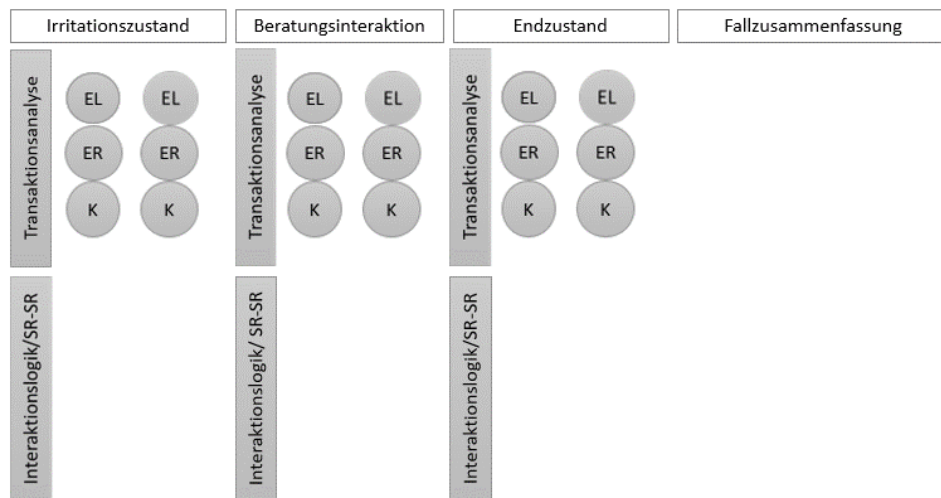 Irritationszustand
Beratungsinteraktion
Endzustand
Fallzusammenfassung
Transaktionsanalyse
EL EL
ER ER
K K
Transaktionsanalyse
EL EL
ER ER
K K
Transaktionsanalyse
EL EL
ER ER
K K
Interaktionslogik/SR-SR
Interaktionslogik/ SR-SR
Interaktionslogik/SR-SR